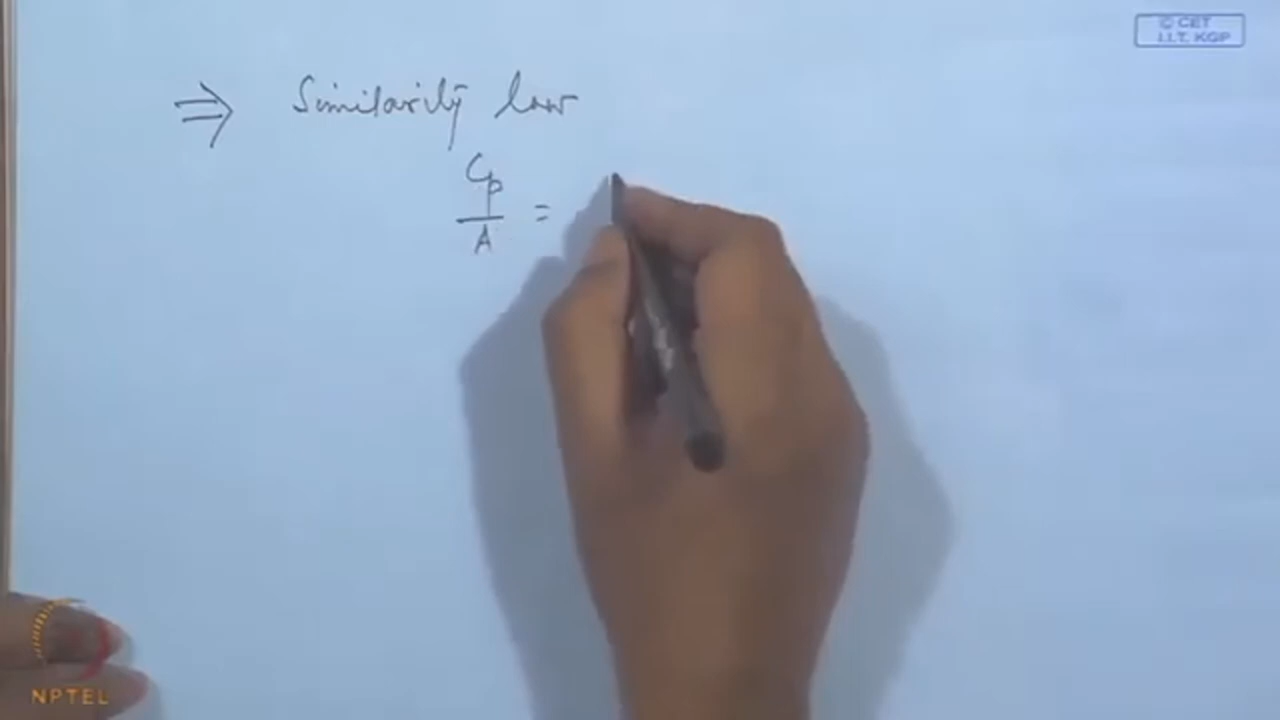 © CET
I.I.T. KGP
⇒ Similarity law
Cp
A
=
NPTEL